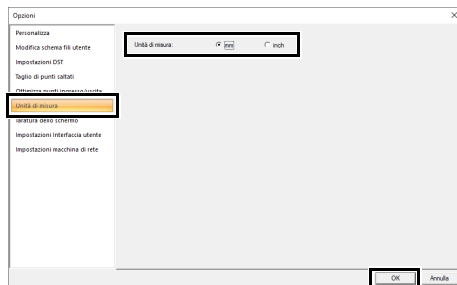 Opzioni
Personalizza
Modifica schema fili utente
Impostazioni DST
Taglio di punti saltati
Ottimizza punti ingresso/uscita
Unità di misura
Taratura dello schermo
Impostazioni Interfaccia utente
Impostazioni macchina di rete
Unità di misura: mm inch
OK Annulla